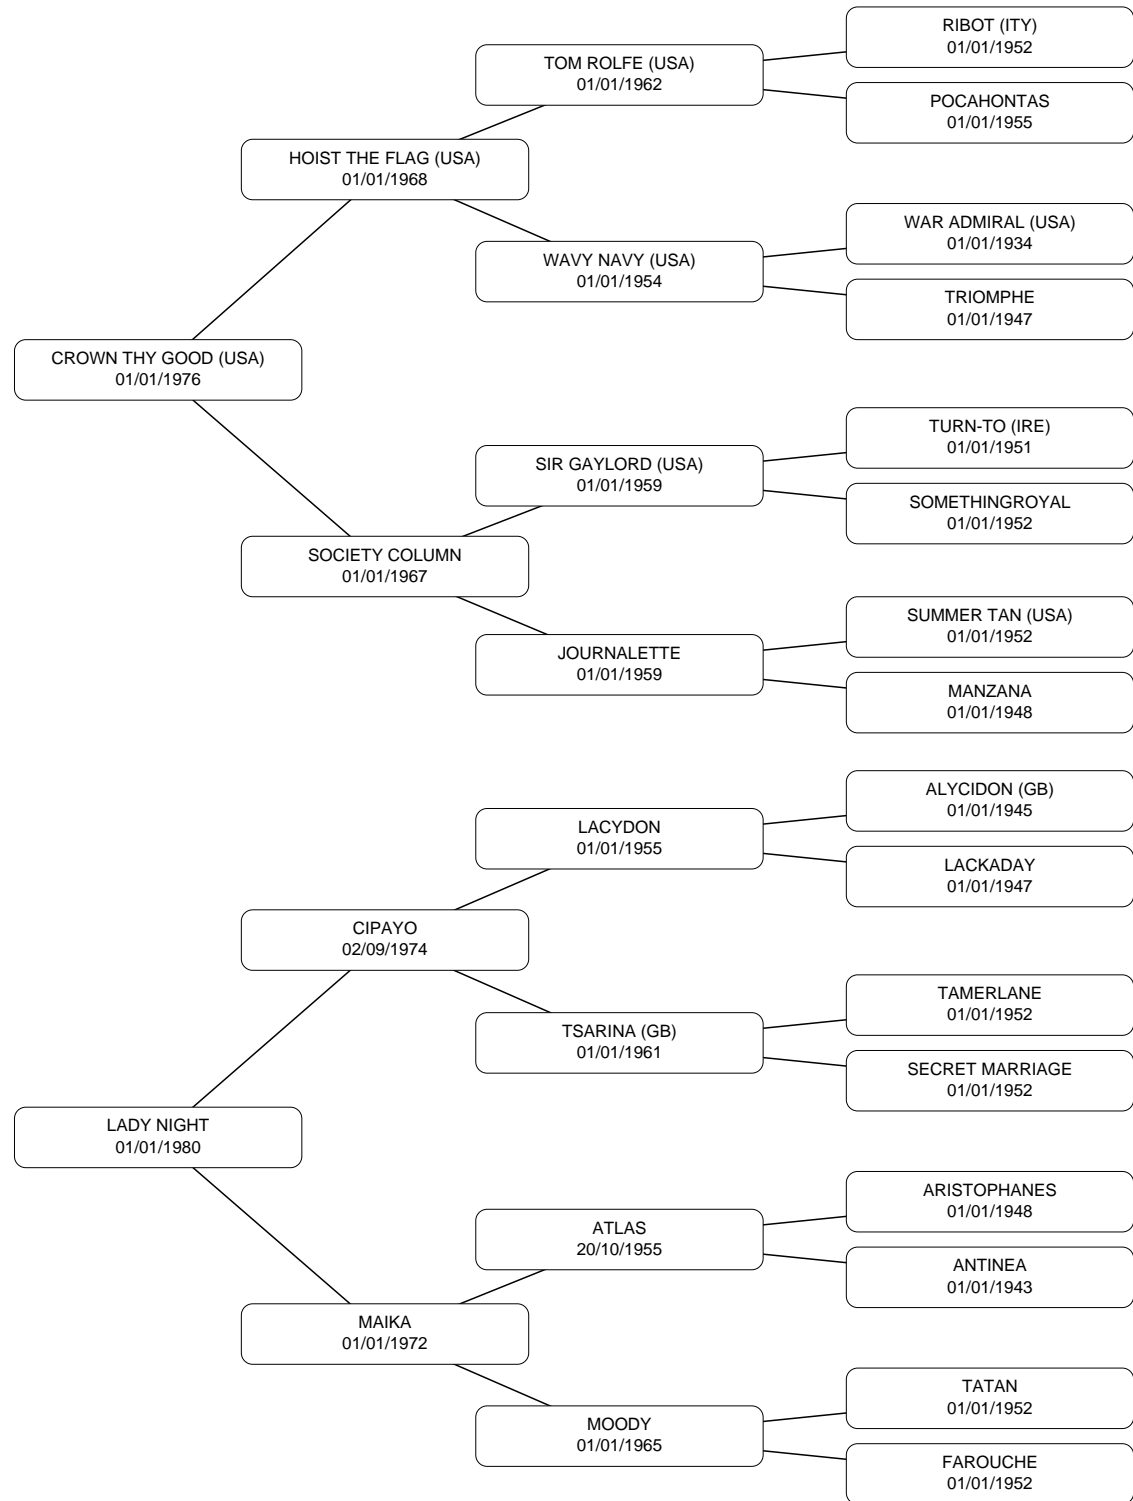 RIBOT (ITY)
01/01/1952
TOM ROLFE (USA)
01/01/1962
POCAHONTAS
01/01/1955
HOIST THE FLAG (USA)
01/01/1968
WAR ADMIRAL (USA)
01/01/1934
WAVY NAVY (USA)
01/01/1954
TRIOMPHE
01/01/1947
CROWN THY GOOD (USA)
01/01/1976
TURN-TO (IRE)
01/01/1951
SIR GAYLORD (USA)
01/01/1959
SOMETHINGROYAL
01/01/1952
SOCIETY COLUMN
01/01/1967
SUMMER TAN (USA)
01/01/1952
JOURNALETTE
01/01/1959
MANZANA
01/01/1948
ALYCIDON (GB)
01/01/1945
LACYDON
01/01/1955
LACKADAY
01/01/1947
CIPAYO
02/09/1974
TAMERLANE
01/01/1952
TSARINA (GB)
01/01/1961
SECRET MARRIAGE
01/01/1952
LADY NIGHT
01/01/1980
ARISTOPHANES
01/01/1948
ATLAS
20/10/1955
ANTINEA
01/01/1943
MAIKA
01/01/1972
TATAN
01/01/1952
MOODY
01/01/1965
FAROUCHE
01/01/1952